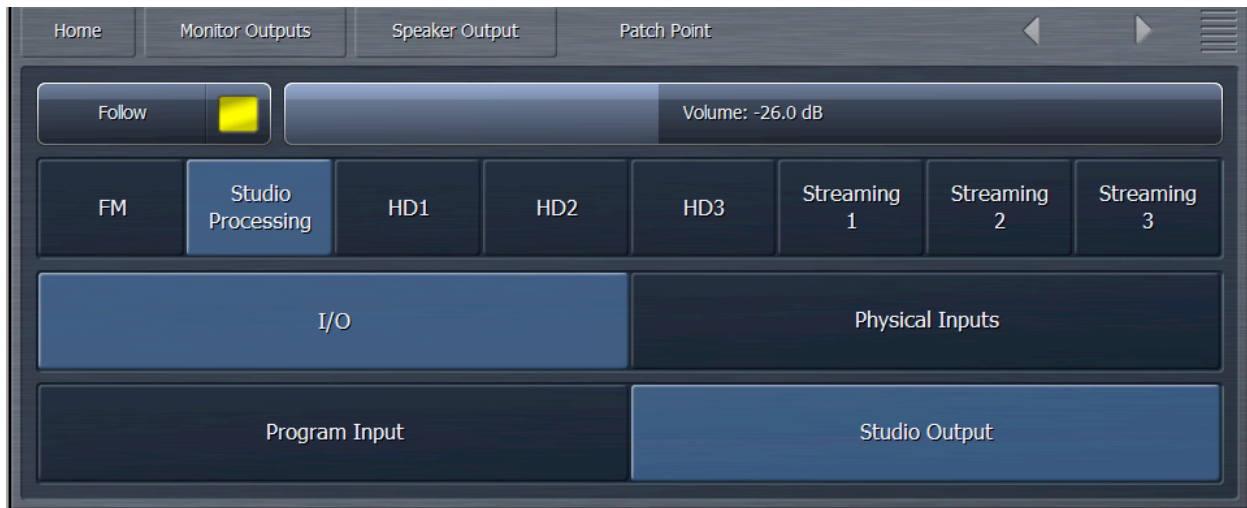 Home Monitor Outputs Speaker Output Patch Point
Follow Volume: -26.0 dB
FM Studio Processing HD1 HD2 HD3 Streaming 1 Streaming 2 Streaming 3
I/O Physical Inputs
Program Input Studio Output